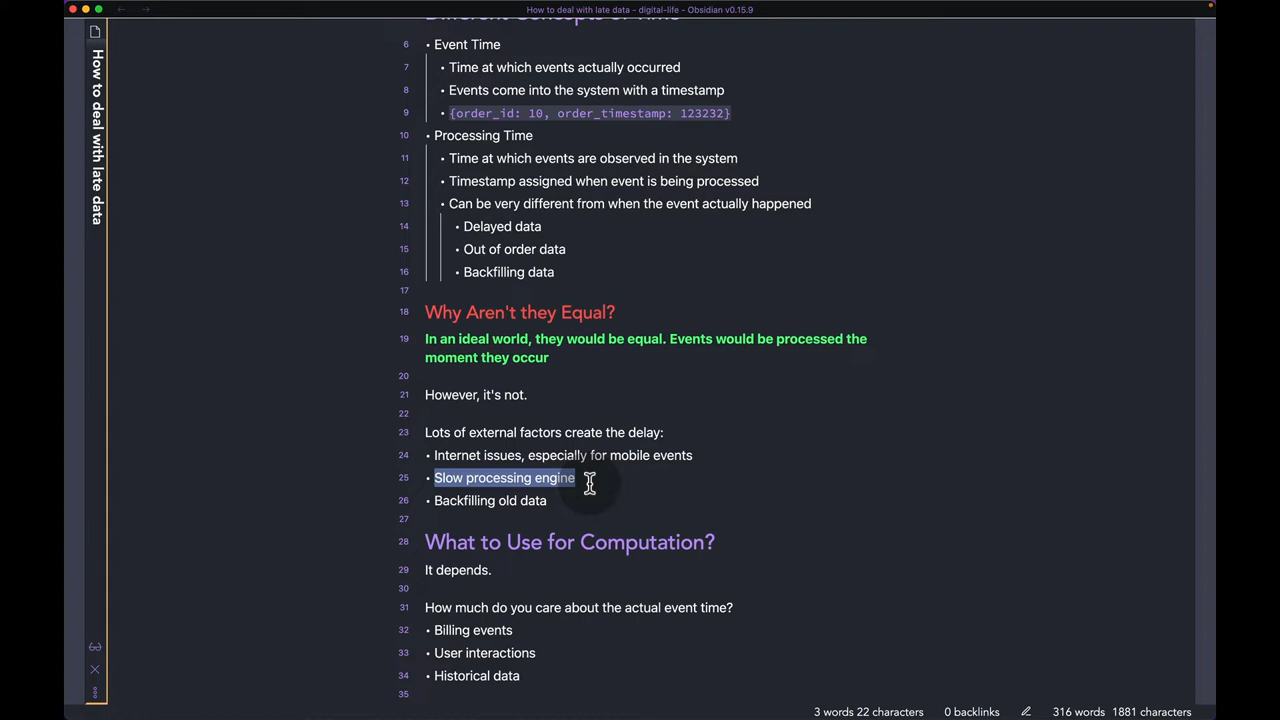 How to deal with late data - digital-life - Obsidian v0.15.9
How to deal with late data
Different Concepts of Time
6 • Event Time
7 • Time at which events actually occurred
8 • Events come into the system with a timestamp
9 • {order_id: 10, order_timestamp: 123232}
10 • Processing Time
11 • Time at which events are observed in the system
12 • Timestamp assigned when event is being processed
13 • Can be very different from when the event actually happened
14 • Delayed data
15 • Out of order data
16 • Backfilling data
17
18 Why Aren't they Equal?
19 In an ideal world, they would be equal. Events would be processed the
moment they occur
20
21 However, it's not.
22
23 Lots of external factors create the delay:
24 • Internet issues, especially for mobile events
25 • Slow processing engine
26 • Backfilling old data
27
28 What to Use for Computation?
29 It depends.
30
31 How much do you care about the actual event time?
32 • Billing events
33 • User interactions
34 • Historical data
35
3 words 22 characters 0 backlinks 316 words 1881 characters